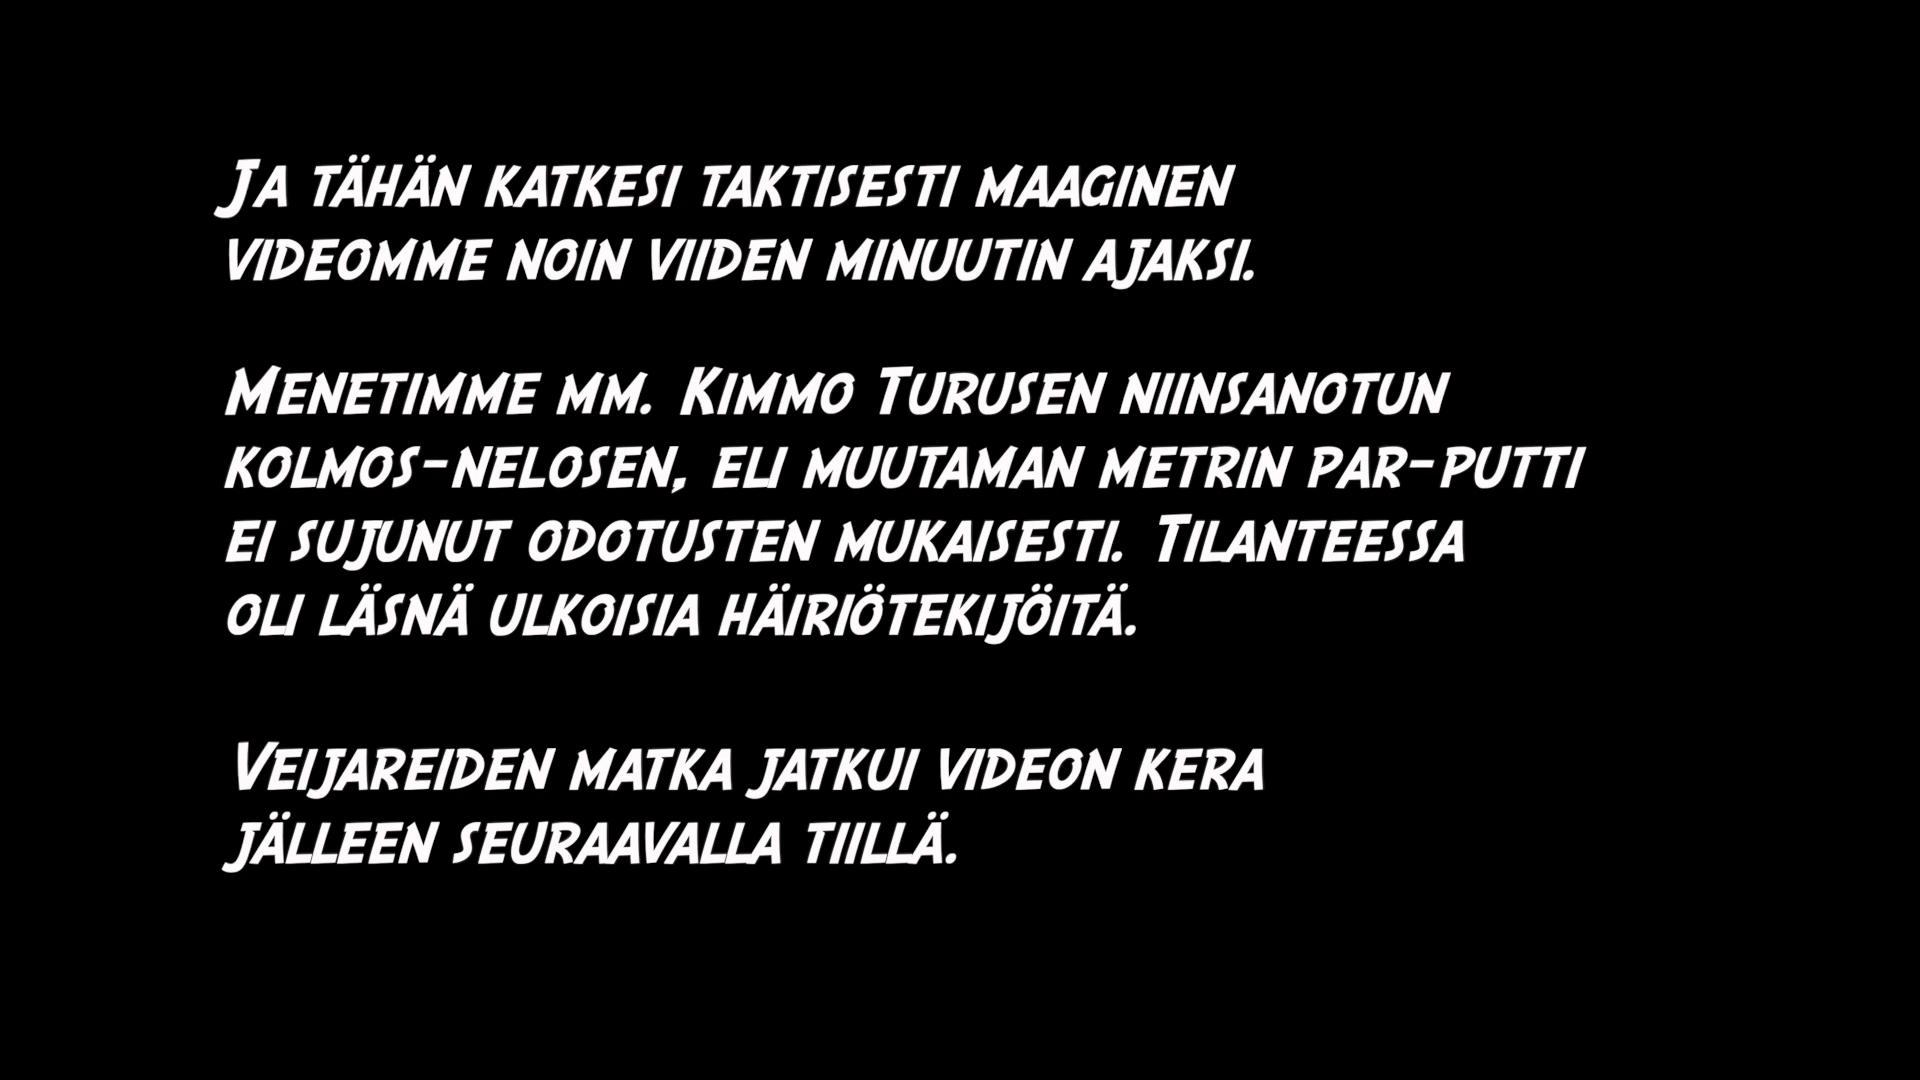 Ja tähän katkesi taktisesti maaginen
videomme noin viiden minuutin ajaksi.
Menetimme mm. Kimmo Turusen niinsanotun
kolmos-nelosen, eli muutaman metrin par-putti
ei sujunut odotusten mukaisesti. Tilanteessa
oli läsnä ulkoisia häiriötekijöitä.
Veijareiden matka jatkui videon kera
jälleen seuraavalla tiillä.